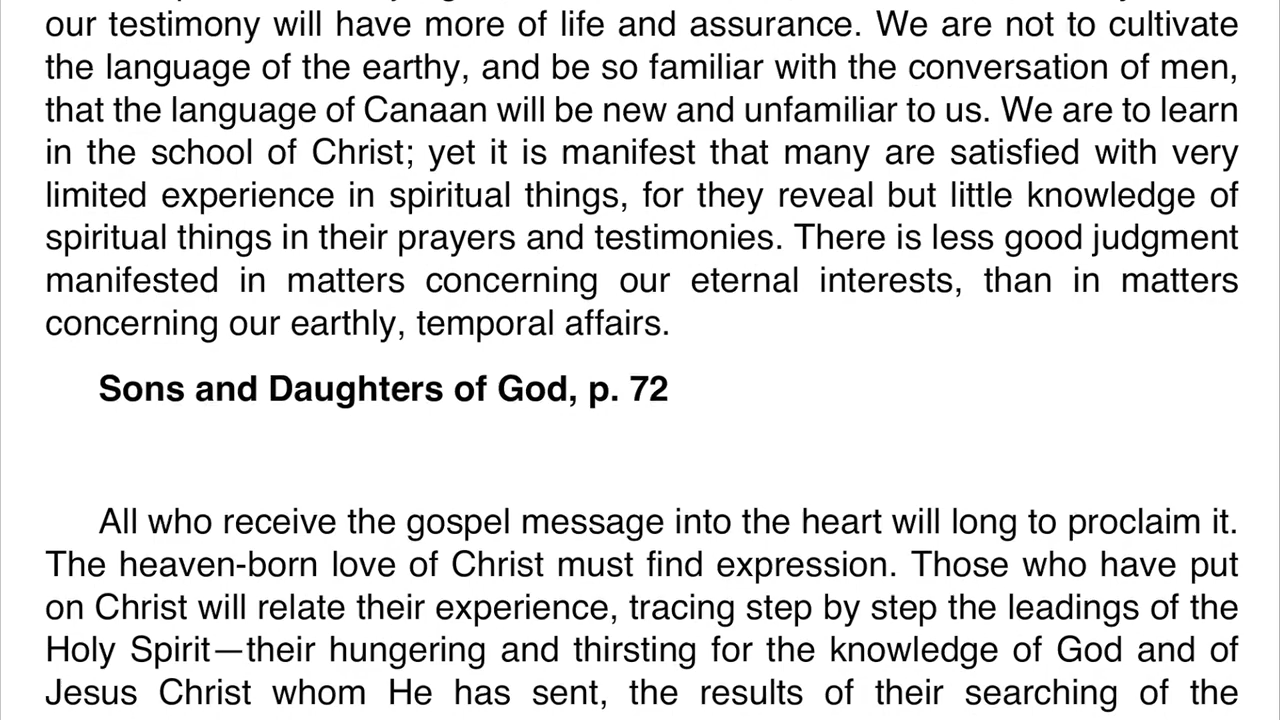 our testimony will have more of life and assurance. We are not to cultivate
the language of the earthy, and be so familiar with the conversation of men,
that the language of Canaan will be new and unfamiliar to us. We are to learn
in the school of Christ; yet it is manifest that many are satisfied with very
limited experience in spiritual things, for they reveal but little knowledge of
spiritual things in their prayers and testimonies. There is less good judgment
manifested in matters concerning our eternal interests, than in matters
concerning our earthly, temporal affairs.
Sons and Daughters of God, p. 72
All who receive the gospel message into the heart will long to proclaim it.
The heaven-born love of Christ must find expression. Those who have put
on Christ will relate their experience, tracing step by step the leadings of the
Holy Spirit—their hungering and thirsting for the knowledge of God and of
Jesus Christ whom He has sent, the results of their searching of the